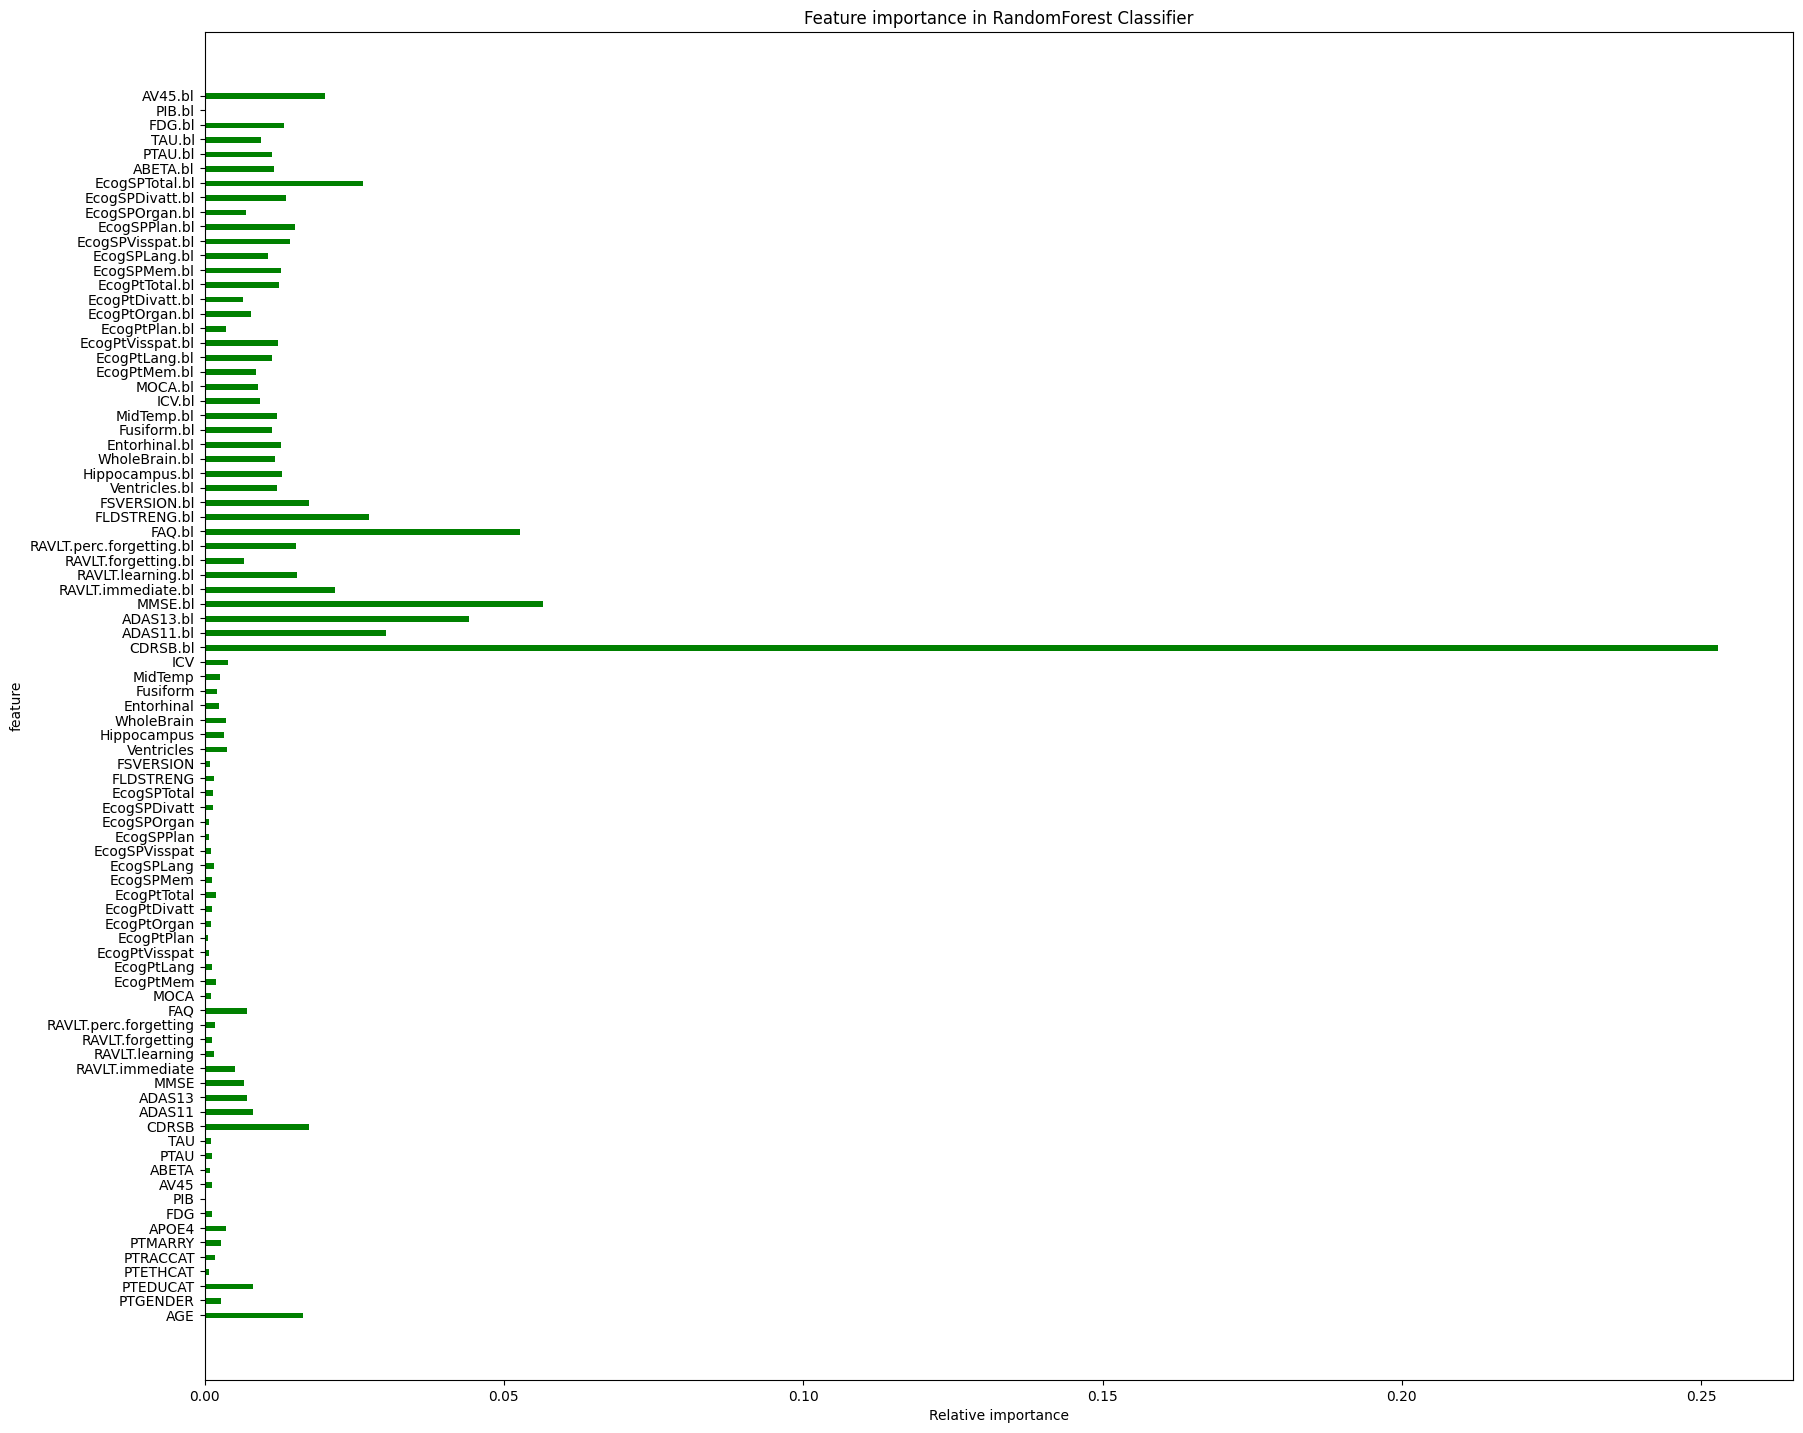 Feature importance in RandomForest Classifier
AV45.bl
PIB.bl
FDG.bl
TAU.bl
PTAU.bl
ABETA.bl
EcogSPTotal.bl
EcogSPDivatt.bl
EcogSPOrgan.bl
EcogSPPlan.bl
EcogSPVisspat.bl
EcogSPLang.bl
EcogSPMem.bl
EcogPtTotal.bl
EcogPtDivatt.bl
EcogPtOrgan.bl
EcogPtPlan.bl
EcogPtVisspat.bl
EcogPtLang.bl
EcogPtMem.bl
MOCA.bl
ICV.bl
MidTemp.bl
Fusiform.bl
Entorhinal.bl
WholeBrain.bl
Hippocampus.bl
Ventricles.bl
FSVERSION.bl
FLDSTRENG.bl
FAQ.bl
RAVLT.perc.forgetting.bl
RAVLT.forgetting.bl
RAVLT.learning.bl
RAVLT.immediate.bl
MMSE.bl
ADAS13.bl
ADAS11.bl
CDRSB.bl
ICV
MidTemp
Fusiform
Entorhinal
WholeBrain
Hippocampus
Ventricles
FSVERSION
FLDSTRENG
EcogSPTotal
EcogSPDivatt
EcogSPOrgan
EcogSPPlan
EcogSPVisspat
EcogSPLang
EcogSPMem
EcogPtTotal
EcogPtDivatt
EcogPtOrgan
EcogPtPlan
EcogPtVisspat
EcogPtLang
EcogPtMem
MOCA
FAQ
RAVLT.perc.forgetting
RAVLT.forgetting
RAVLT.learning
RAVLT.immediate
MMSE
ADAS13
ADAS11
CDRSB
TAU
PTAU
ABETA
AV45
PIB
FDG
APOE4
PTMARRY
PTRACCAT
PTETHCAT
PTEDUCAT
PTGENDER
AGE
feature
0.00 0.05 0.10 0.15 0.20 0.25
Relative importance